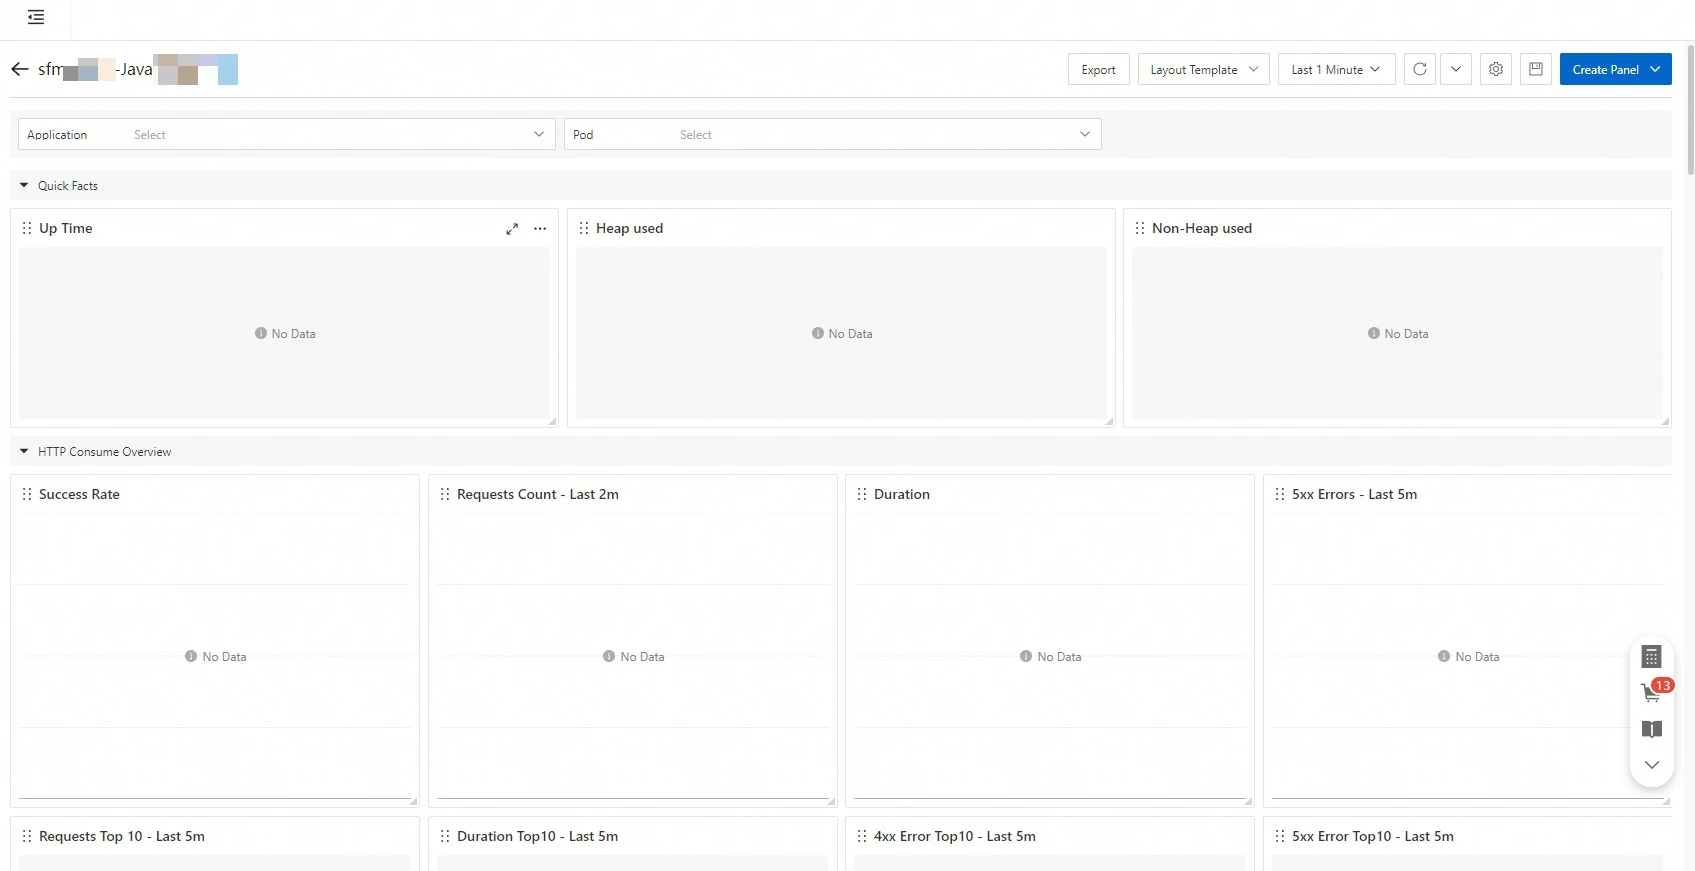 sfm -Java
Export
Layout Template
Last 1 Minute
Create Panel
Application Select
Pod Select
Quick Facts
Up Time
Heap used
Non-Heap used
No Data
No Data
No Data
HTTP Consume Overview
Success Rate
Requests Count - Last 2m
Duration
5xx Errors - Last 5m
No Data
No Data
No Data
No Data
13
Requests Top 10 - Last 5m
Duration Top10 - Last 5m
4xx Error Top10 - Last 5m
5xx Error Top10 - Last 5m